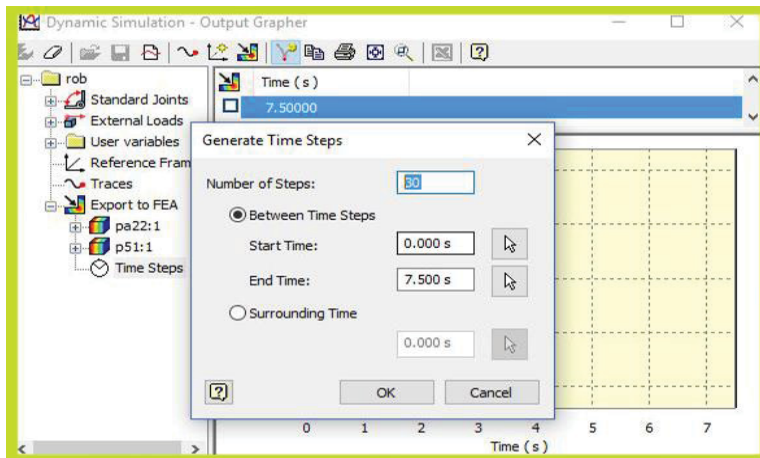 Dynamic Simulation - Output Grapher
rob
Standard Joints
External Loads
User variables
Reference Fram
Traces
Export to FEA
pa22:1
p51:1
Time Steps
Time ( s )
7.50000
Generate Time Steps
Number of Steps: 30
Between Time Steps
Start Time: 0.000 s
End Time: 7.500 s
Surrounding Time
0.000 s
OK Cancel
0 1 2 3 4 5 6 7
Time ( s )